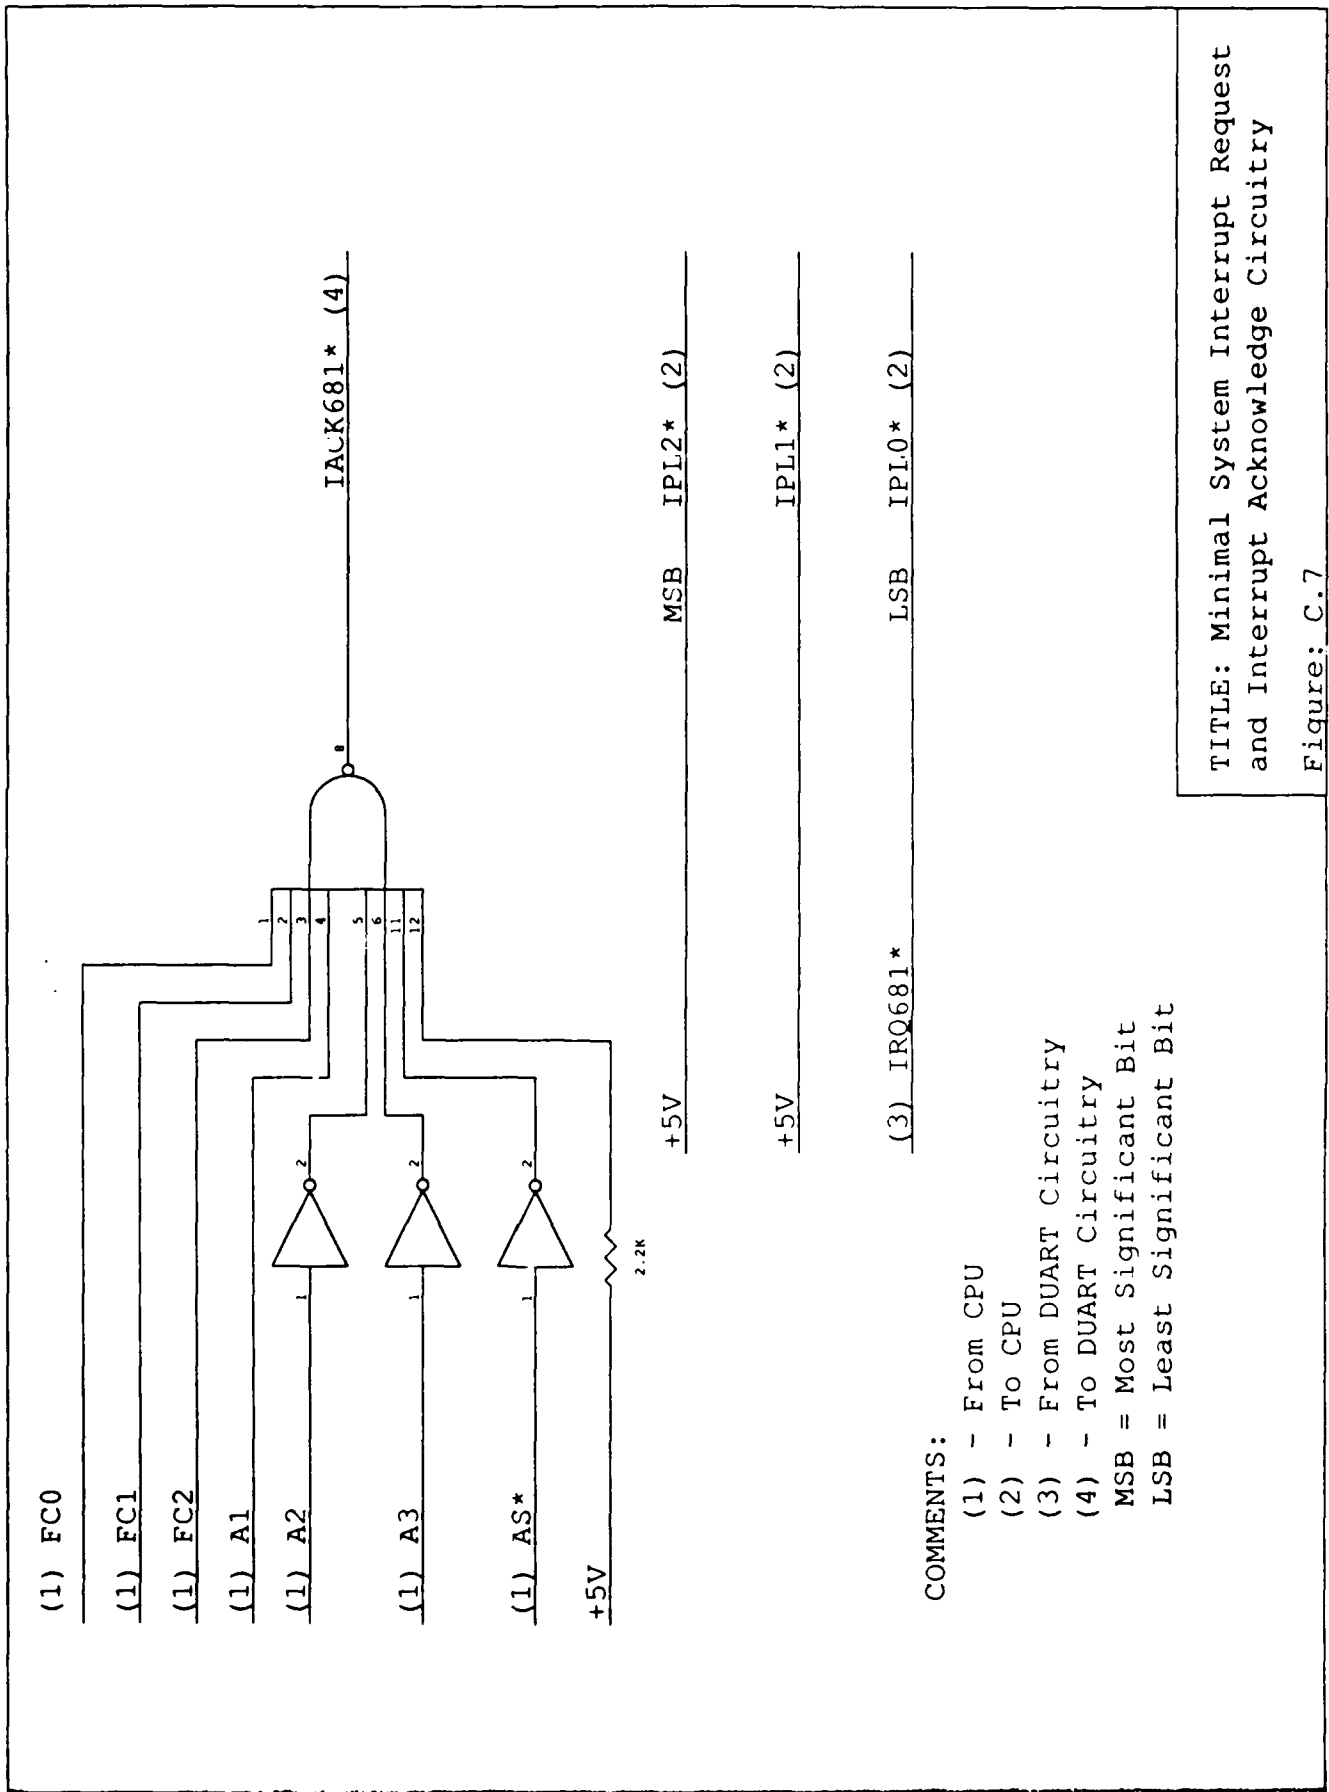 (1) FC0
(1) FC1
(1) FC2
(1) A1
(1) A2
(1) A3
(1) AS*
+5V
1
2
1
2
1
2
2.2K
1
2
3
4
5
6
11
12
8
IACK681* (4)
+5V
MSB IPL2* (2)
+5V
IPL1* (2)
(3) IRQ681*
LSB IPL0* (2)
COMMENTS:
(1) - From CPU
(2) - To CPU
(3) - From DUART Circuitry
(4) - To DUART Circuitry
MSB = Most Significant Bit
LSB = Least Significant Bit
TITLE: Minimal System Interrupt Request
and Interrupt Acknowledge Circuitry
Figure: C.7